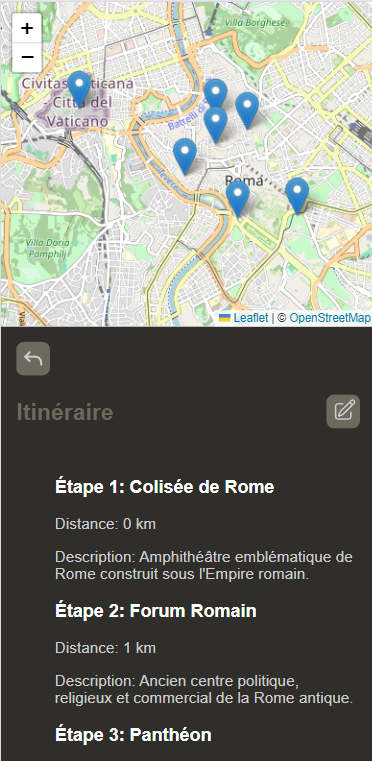 Villa Borghese
+
−
Civitas Vaticana
- Città del
Vaticano
Battelli di
Roma
Tevere
Villa Doria
Pamphilj
Leaflet | © OpenStreetMap
Itinéraire
Étape 1: Colisée de Rome
Distance: 0 km
Description: Amphithéâtre emblématique de
Rome construit sous l'Empire romain.
Étape 2: Forum Romain
Distance: 1 km
Description: Ancien centre politique,
religieux et commercial de la Rome antique.
Étape 3: Panthéon